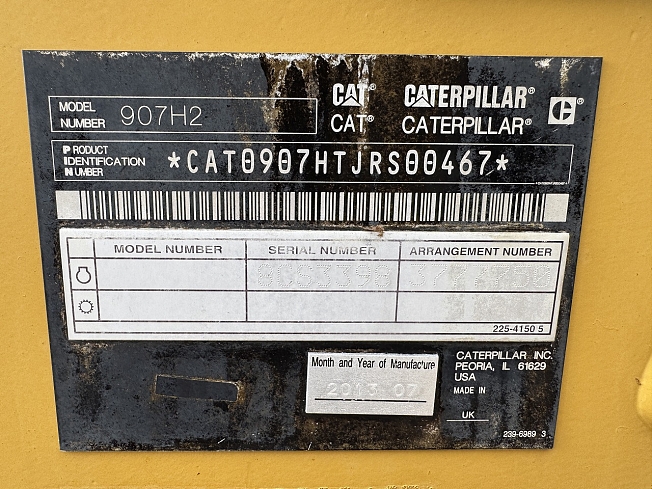 MODEL NUMBER 907H2
CAT® CATERPILLAR® C®
CAT® CATERPILLAR®
PRODUCT IDENTIFICATION NUMBER *CAT0907HTJRS00467*
MODEL NUMBER SERIAL NUMBER ARRANGEMENT NUMBER
225-4150 5
Month and Year of Manufacture
2013-07
CATERPILLAR INC.
PEORIA, IL 61629
USA
MADE IN
UK
239-6989 3